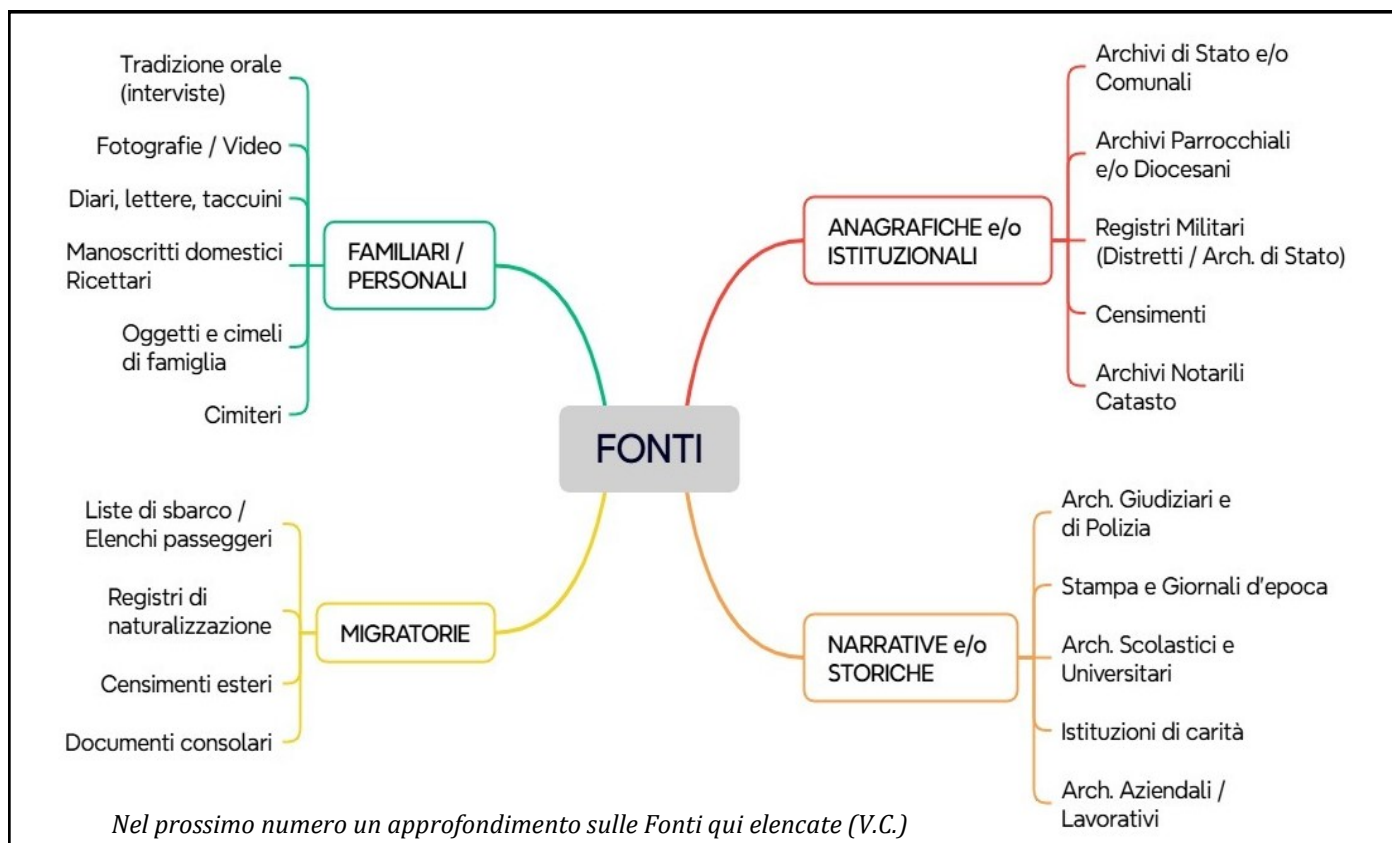 FONTI
FAMILIARI /
PERSONALI
Tradizione orale
(interviste)
Fotografie / Video
Diari, lettere, taccuini
Manoscritti domestici
Ricettari
Oggetti e cimeli
di famiglia
Cimiteri
MIGRATORIE
Liste di sbarco /
Elenchi passeggeri
Registri di
naturalizzazione
Censimenti esteri
Documenti consolari
ANAGRAFICHE e/o
ISTITUZIONALI
Archivi di Stato e/o
Comunali
Archivi Parrocchiali
e/o Diocesani
Registri Militari
(Distretti / Arch. di Stato)
Censimenti
Archivi Notarili
Catasto
NARRATIVE e/o
STORICHE
Arch. Giudiziari e
di Polizia
Stampa e Giornali d'epoca
Arch. Scolastici e
Universitari
Istituzioni di carità
Arch. Aziendali /
Lavorativi
Nel prossimo numero un approfondimento sulle Fonti qui elencate (V.C.)